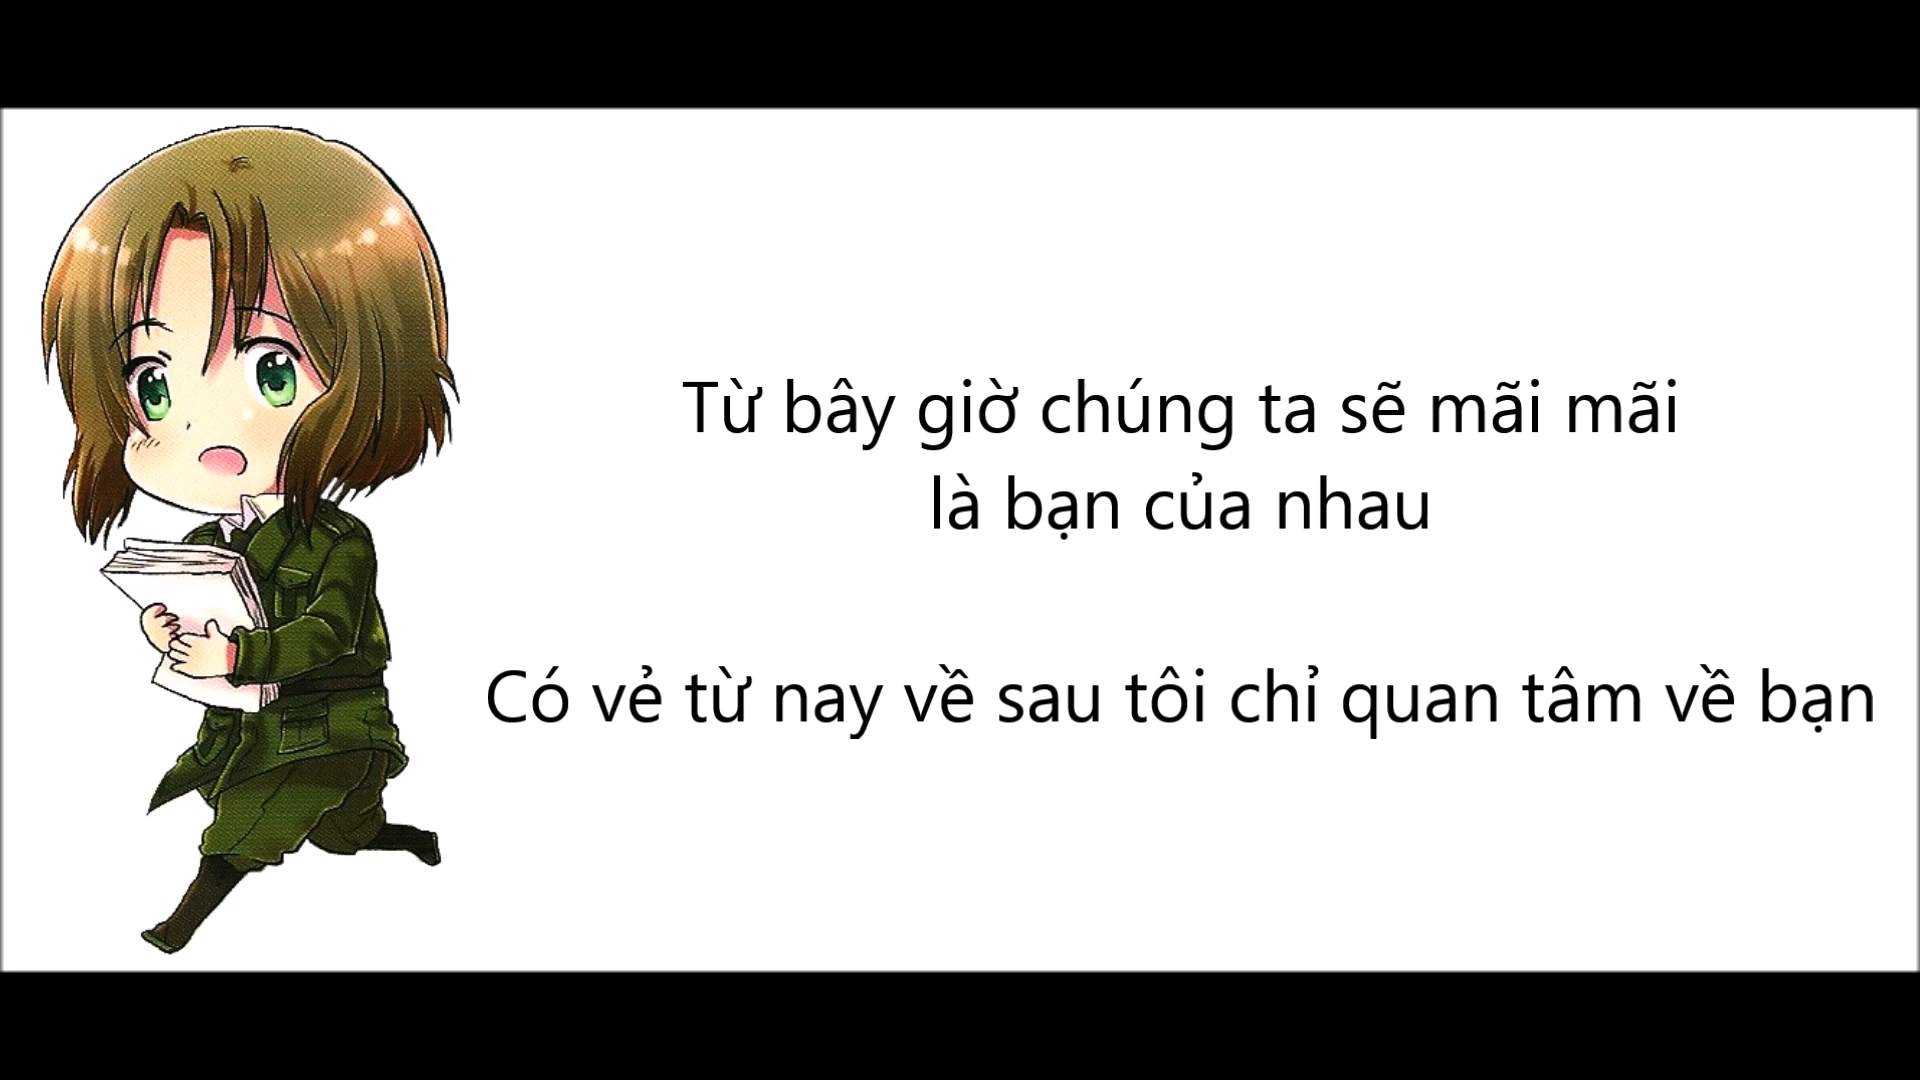 Từ bây giờ chúng ta sẽ mãi mãi
là bạn của nhau
Có vẻ từ nay về sau tôi chỉ quan tâm về bạn